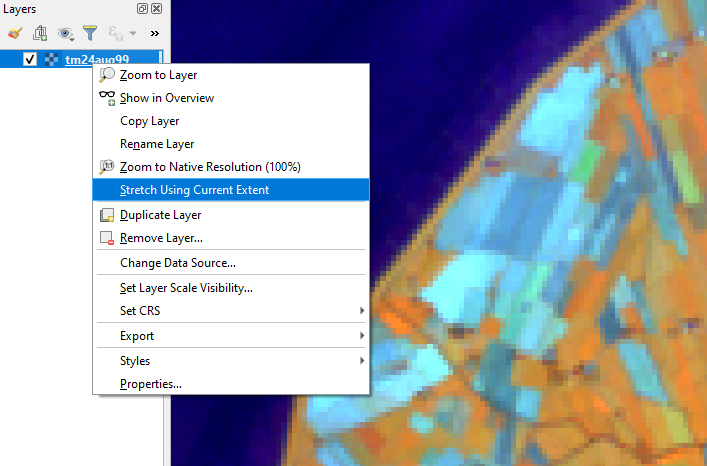 Layers
tm24aug99
Zoom to Layer
Show in Overview
Copy Layer
Rename Layer
Zoom to Native Resolution (100%)
Stretch Using Current Extent
Duplicate Layer
Remove Layer...
Change Data Source...
Set Layer Scale Visibility...
Set CRS
Export
Styles
Properties...